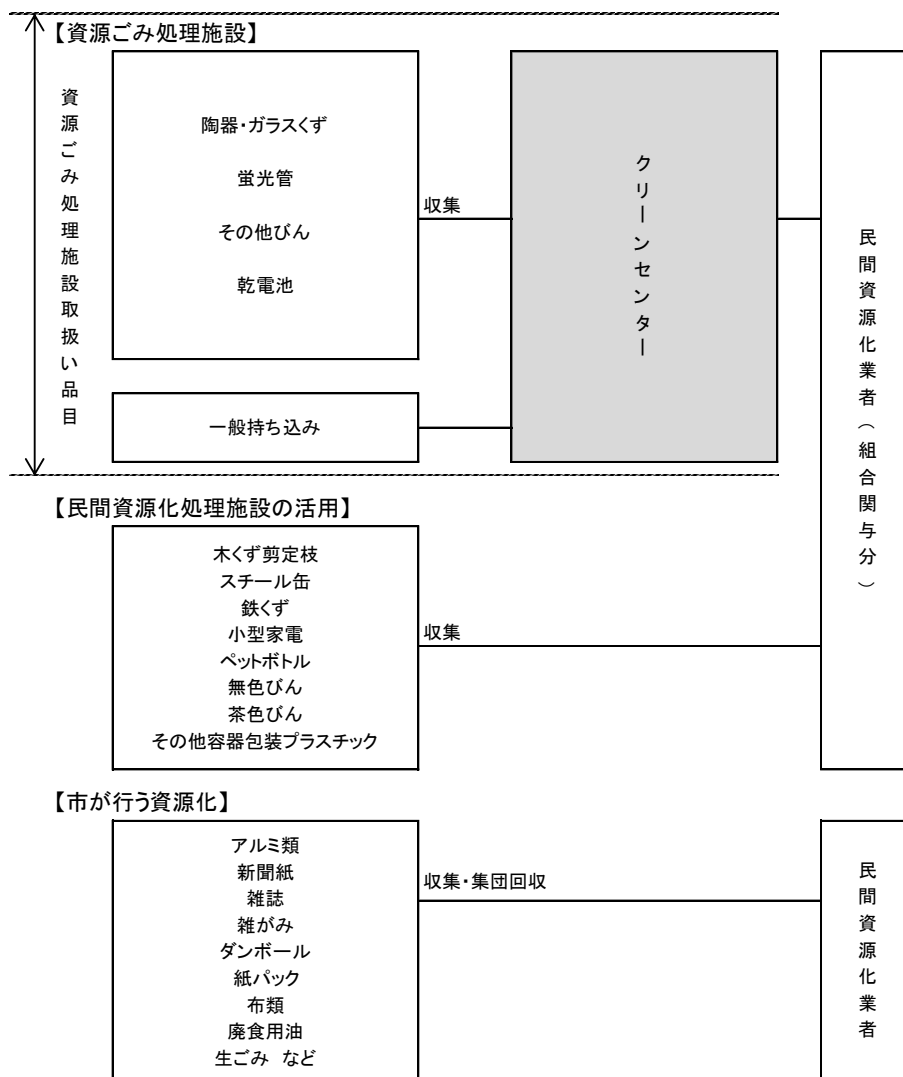 【資源ごみ処理施設】
資源ごみ処理施設取扱い品目
陶器・ガラスくず
蛍光管
その他びん
乾電池
収集
クリーンセンター
民間資源化業者（組合関与分）
一般持ち込み
【民間資源化処理施設の活用】
木くず剪定枝
スチール缶
鉄くず
小型家電
ペットボトル
無色びん
茶色びん
その他容器包装プラスチック
収集
【市が行う資源化】
アルミ類
新聞紙
雑誌
雑がみ
ダンボール
紙パック
布類
廃食用油
生ごみ など
収集・集団回収
民間資源化業者